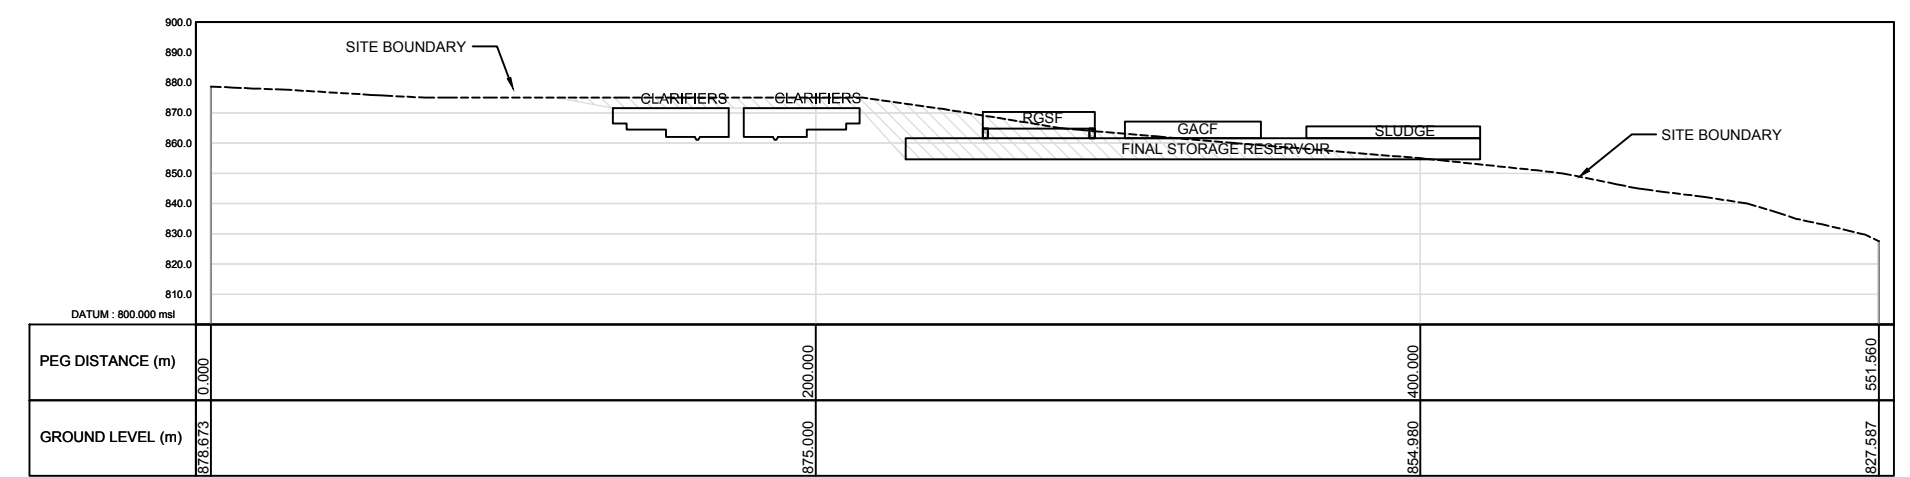 900.0
SITE BOUNDARY
890.0
880.0
CLARIFIERS CLARIFIERS
870.0
RGSF
GACF
SLUDGE
SITE BOUNDARY
860.0
FINAL STORAGE RESERVOIR
850.0
840.0
830.0
820.0
810.0
DATUM : 800.000 msl
PEG DISTANCE (m) 0.000 200.000 400.000 551.560
GROUND LEVEL (m) 878.673 875.000 854.980 827.587